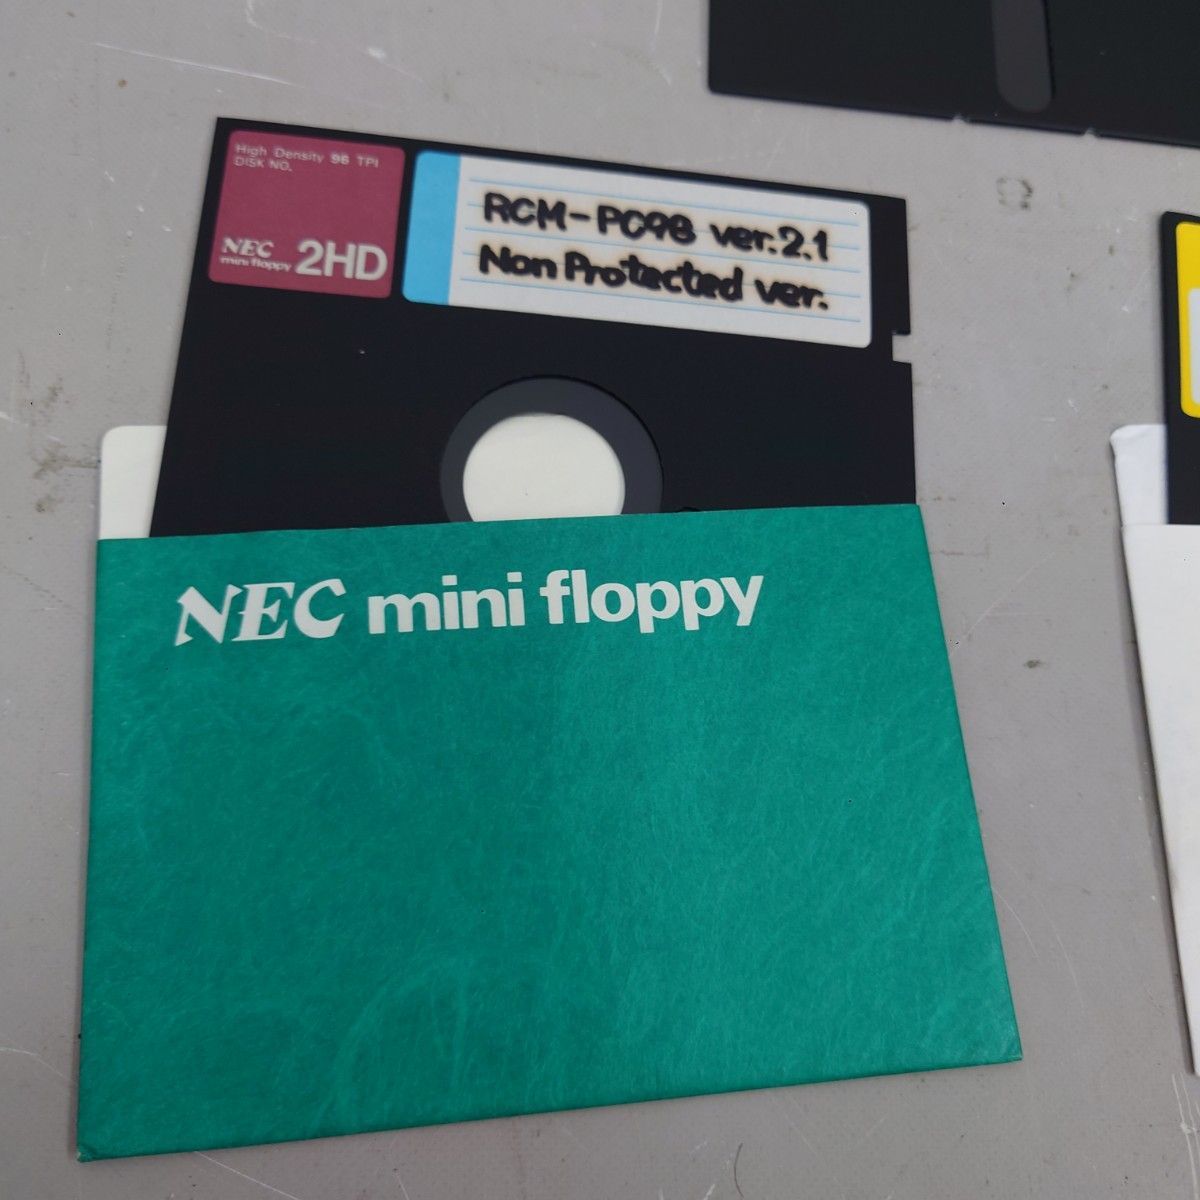 High Density 96 TPI
DISK NO.
NEC
mini floppy 2HD
RCM-PC98 ver.2.1
Non Protected ver.
NEC mini floppy